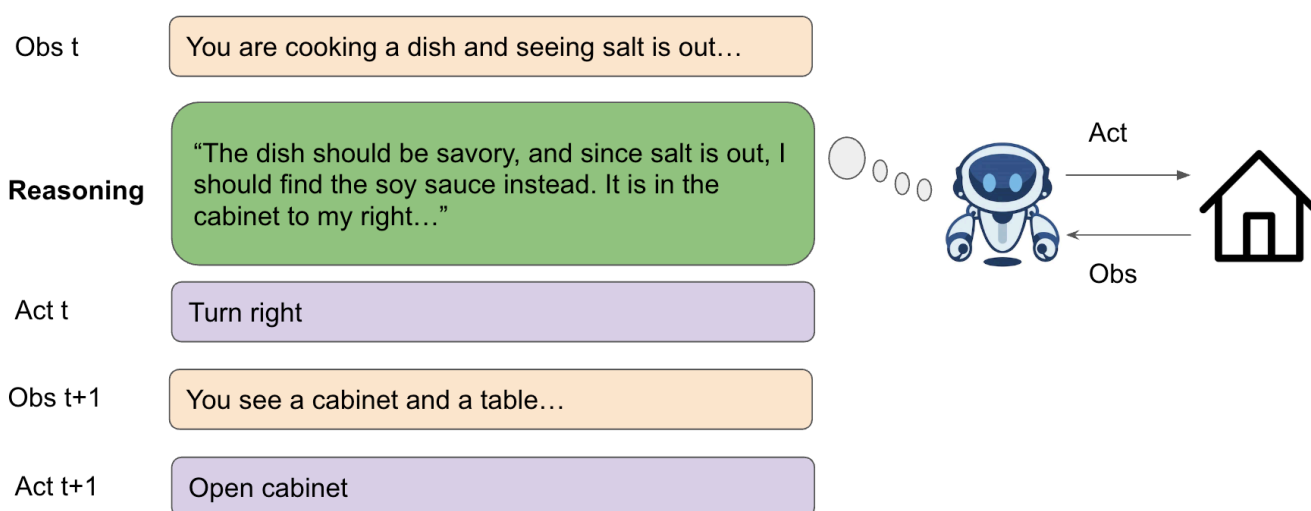 Obs t
You are cooking a dish and seeing salt is out…
Reasoning
“The dish should be savory, and since salt is out, I
should find the soy sauce instead. It is in the
cabinet to my right…”
Act t
Turn right
Obs t+1
You see a cabinet and a table…
Act t+1
Open cabinet
Act
Obs